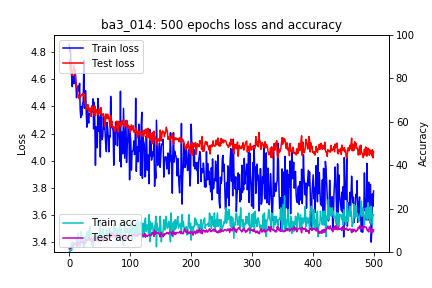 ba3_014: 500 epochs loss and accuracy
Train loss
Test loss
Train acc
Test acc
Loss
4.8
4.6
4.4
4.2
4.0
3.8
3.6
3.4
Accuracy
100
80
60
40
20
0
0
100
200
300
400
500